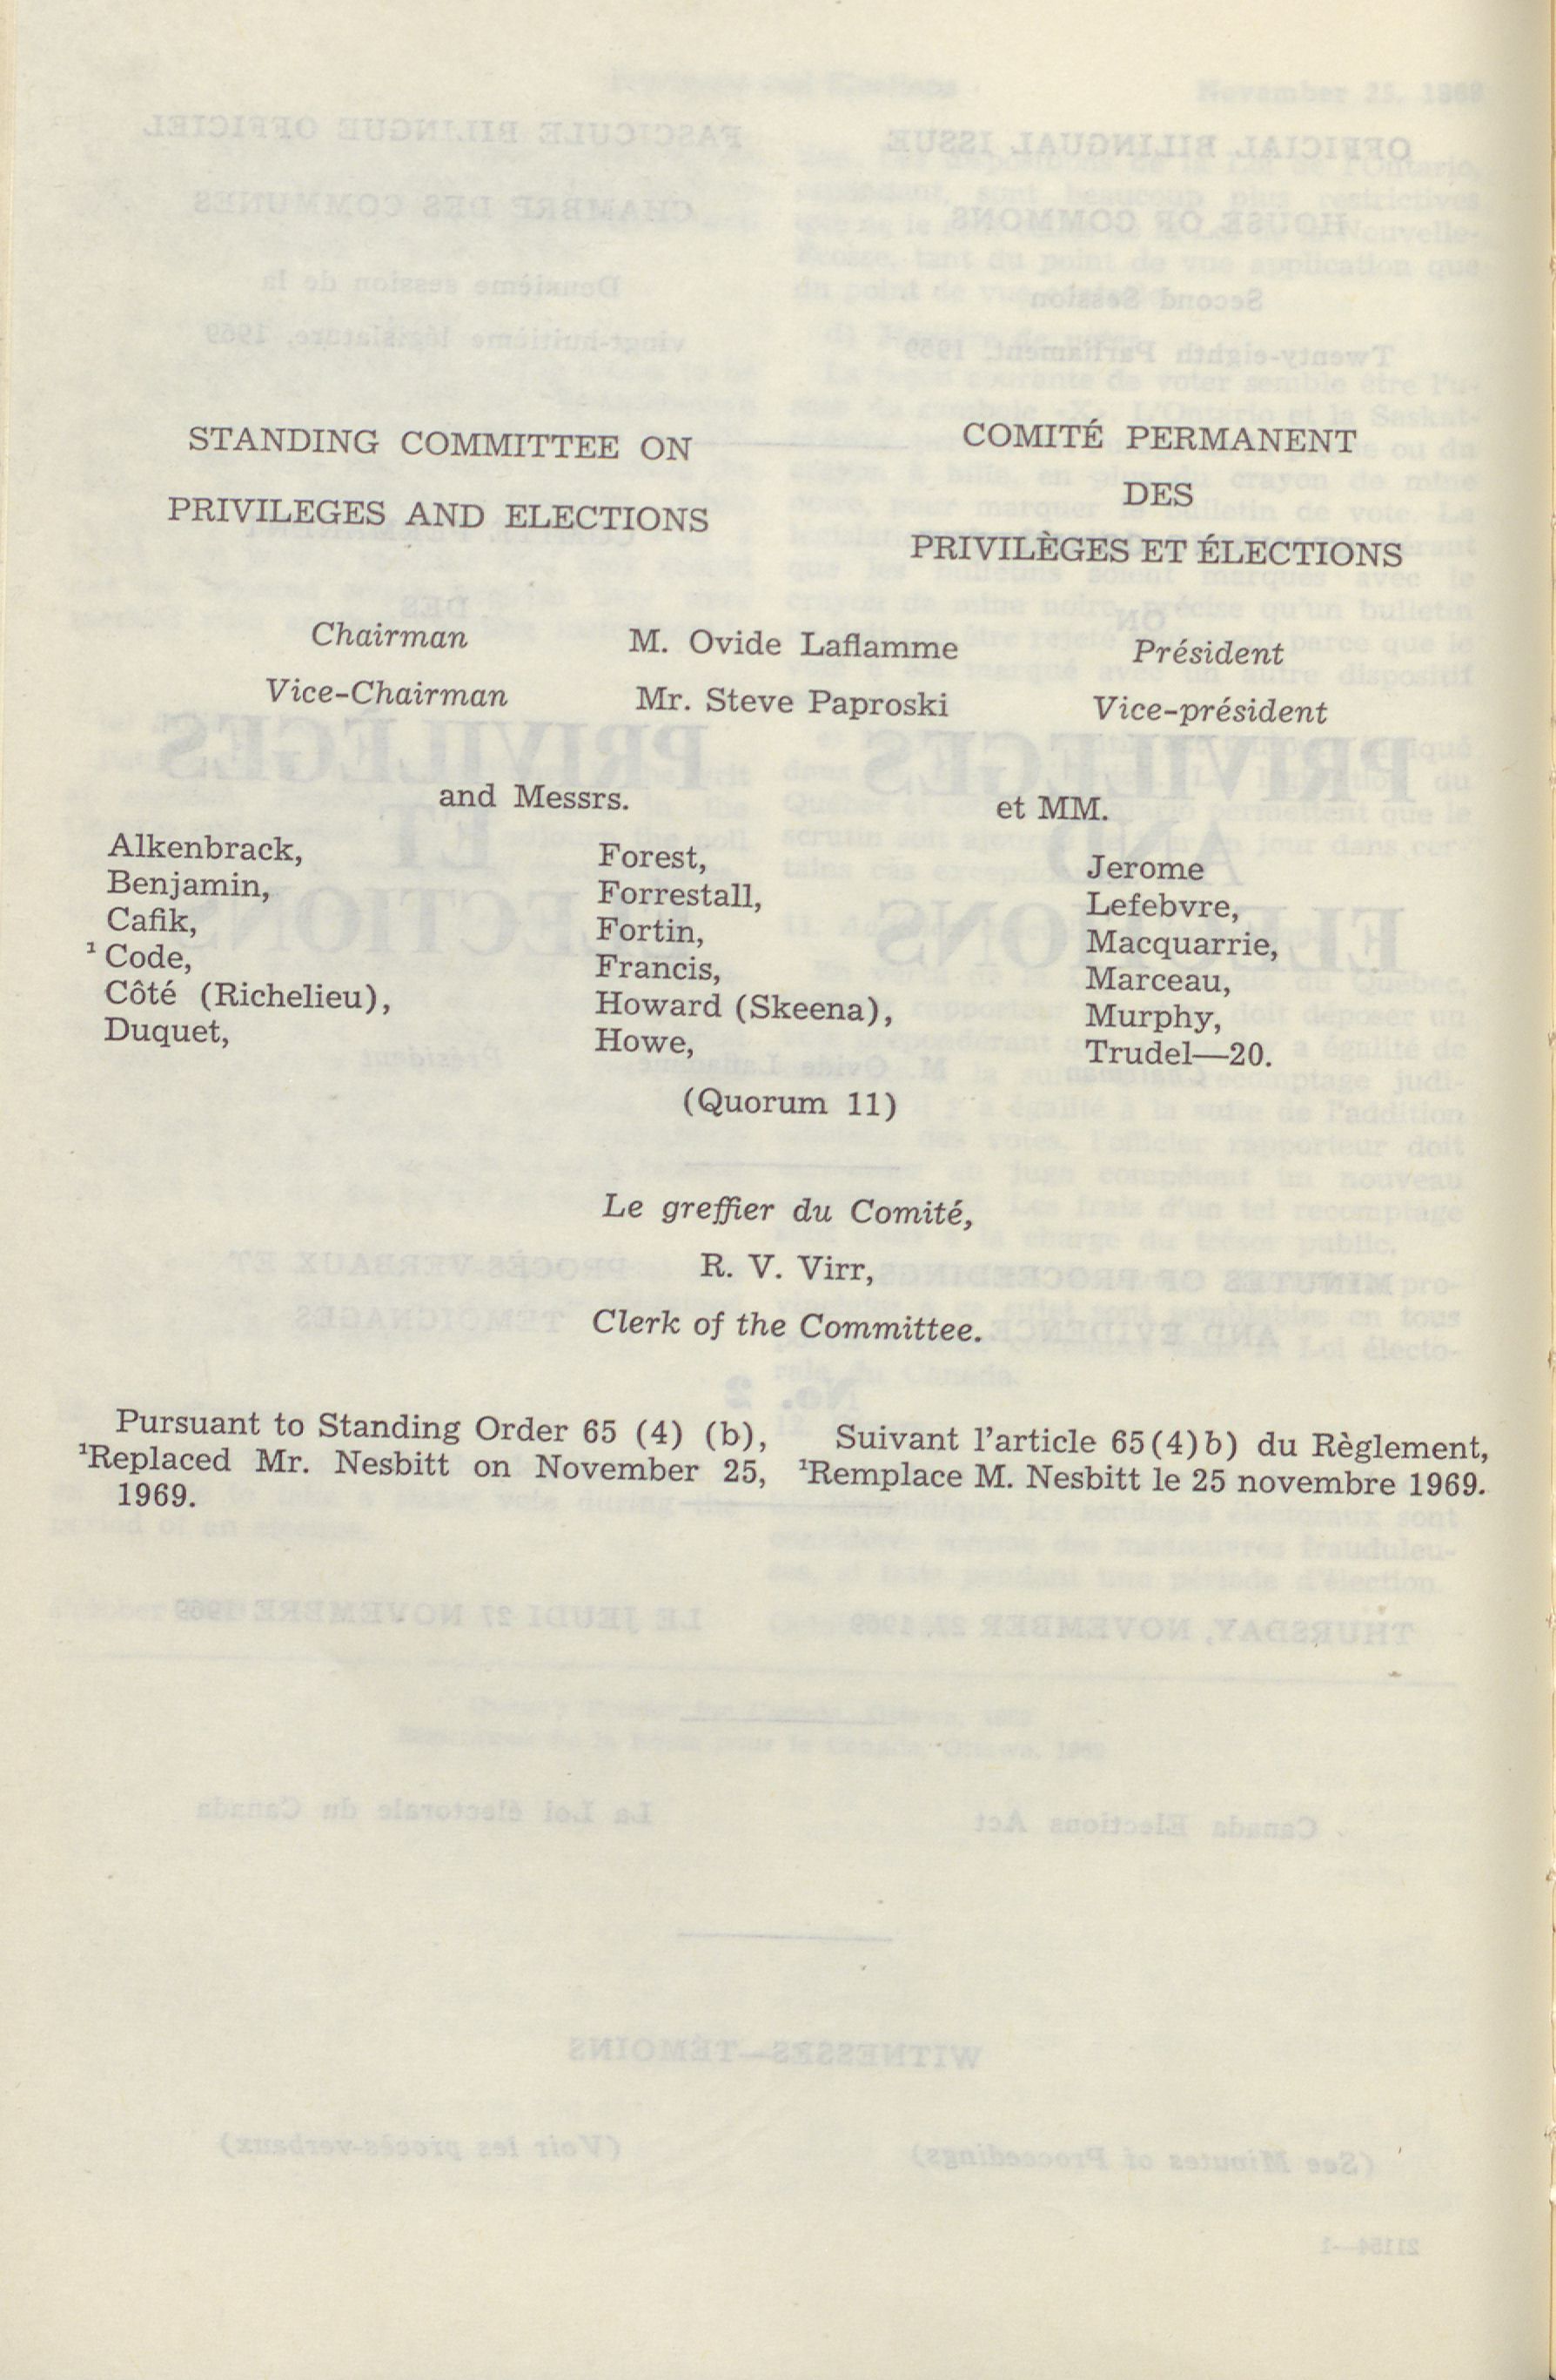 STANDING COMMITTEE ON
PRIVILEGES AND ELECTIONS
COMITÉ PERMANENT
DES
PRIVILÈGES ET ÉLECTIONS
Chairman M. Ovide Laflamme Président
Vice-Chairman Mr. Steve Paproski Vice-président
and Messrs.
et MM.
Alkenbrack,
Benjamin,
Cafik,
¹ Code,
Côté (Richelieu),
Duquet,
Forest,
Forrestall,
Fortin,
Francis,
Howard (Skeena),
Howe,
Jerome
Lefebvre,
Macquarrie,
Marceau,
Murphy,
Trudel—20.
(Quorum 11)
Le greffier du Comité,
R. V. Virr,
Clerk of the Committee.
Pursuant to Standing Order 65 (4) (b),
¹Replaced Mr. Nesbitt on November 25,
1969.
Suivant l'article 65(4)b) du Règlement,
¹Remplace M. Nesbitt le 25 novembre 1969.